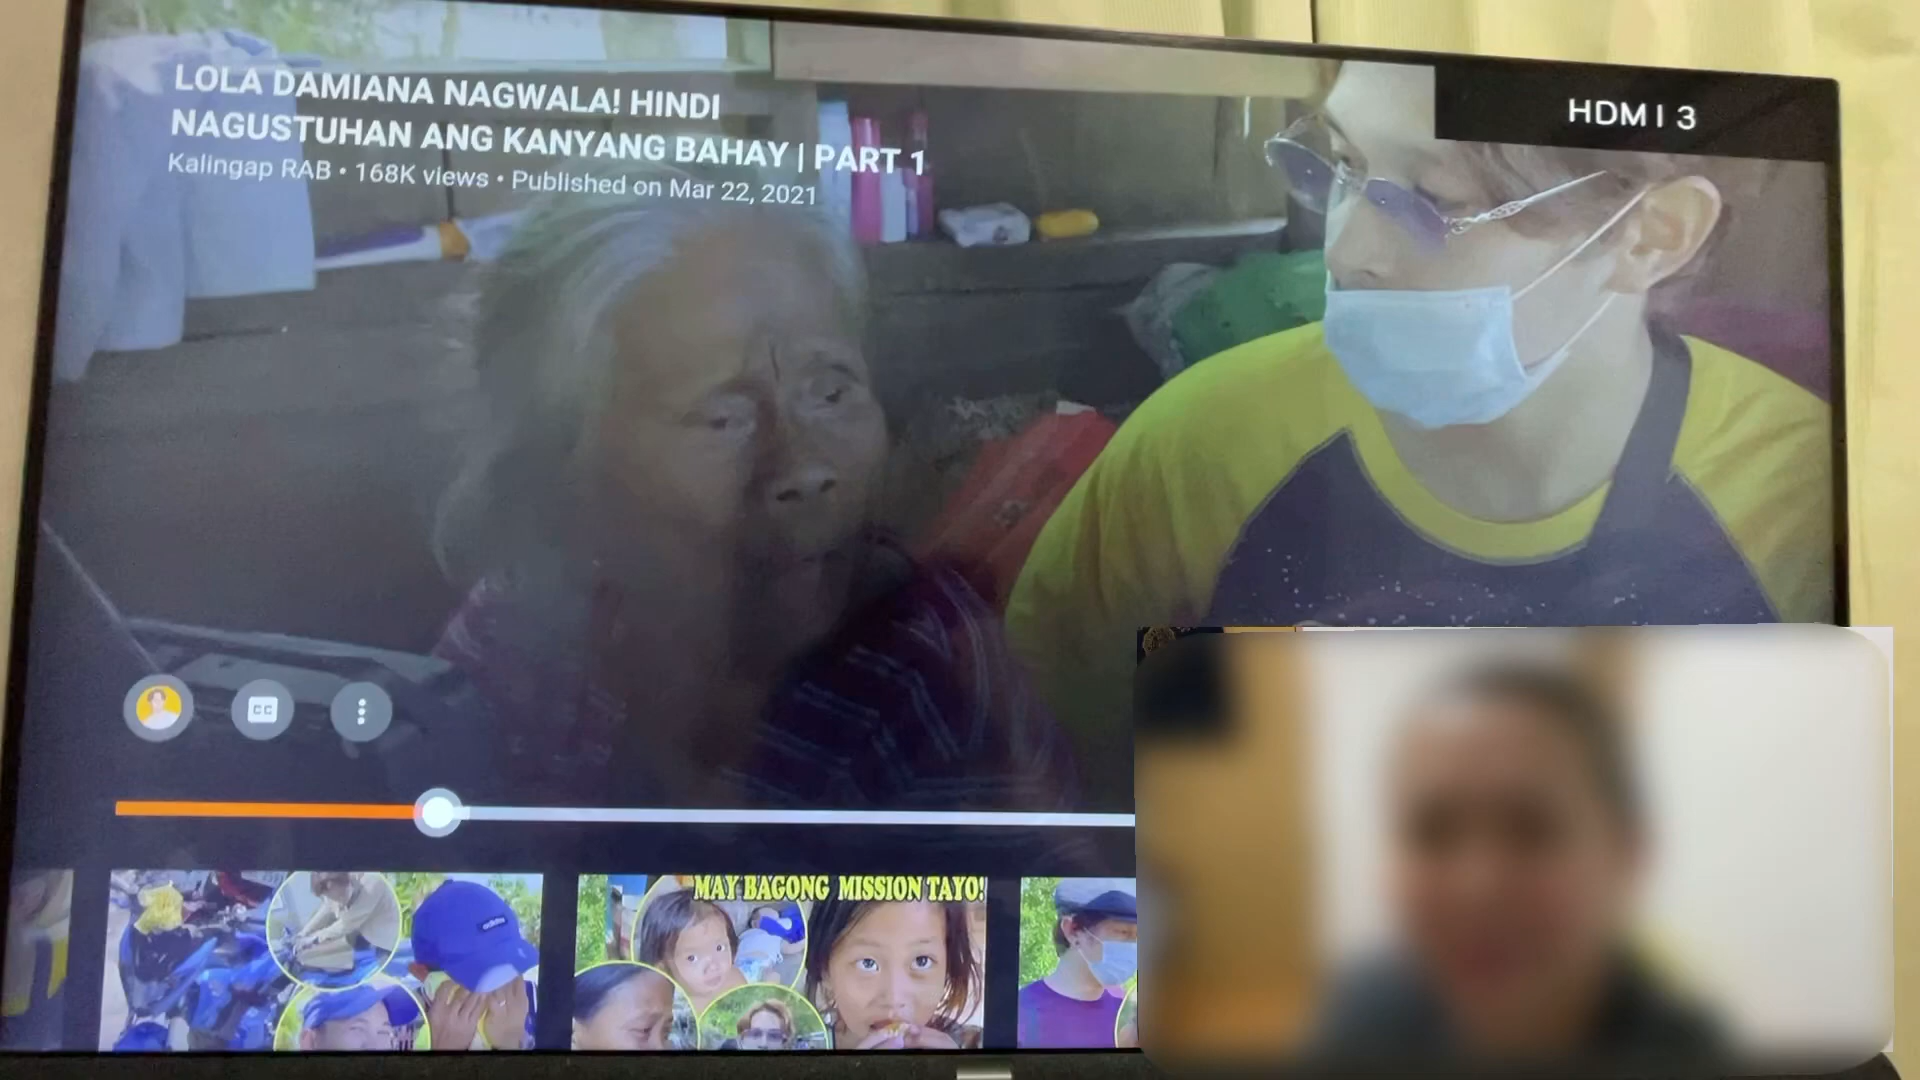 LOLA DAMIANA NAGWALA! HINDI
NAGUSTUHAN ANG KANYANG BAHAY | PART 1
Kalingap RAB • 168K views • Published on Mar 22, 2021
HDMI 3
CC
MAY BAGONG MISSION TAYO!
adidas